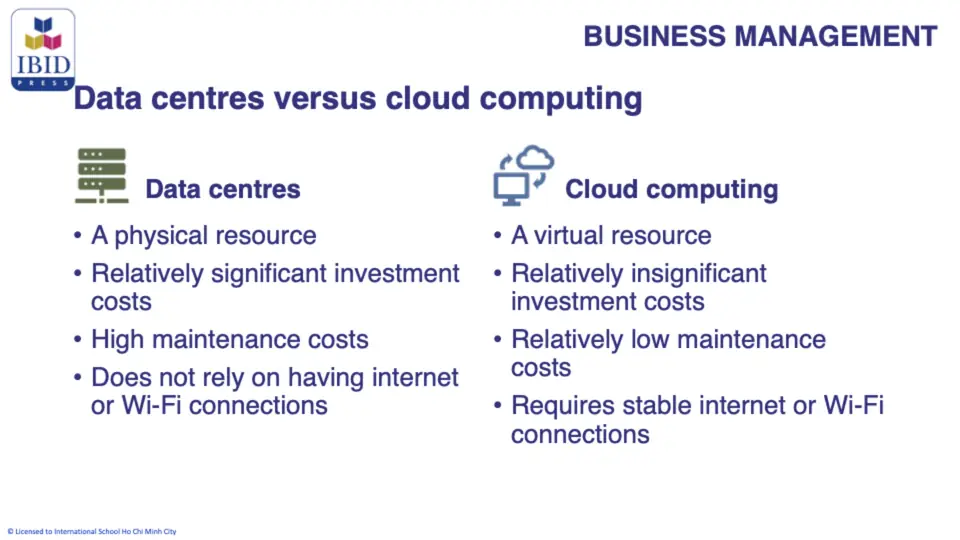 IBID
PRESS
BUSINESS MANAGEMENT
Data centres versus cloud computing
Data centres
• A physical resource
• Relatively significant investment
costs
• High maintenance costs
• Does not rely on having internet
or Wi-Fi connections
Cloud computing
• A virtual resource
• Relatively insignificant
investment costs
• Relatively low maintenance
costs
• Requires stable internet or Wi-Fi
connections
© Licensed to International School Ho Chi Minh City